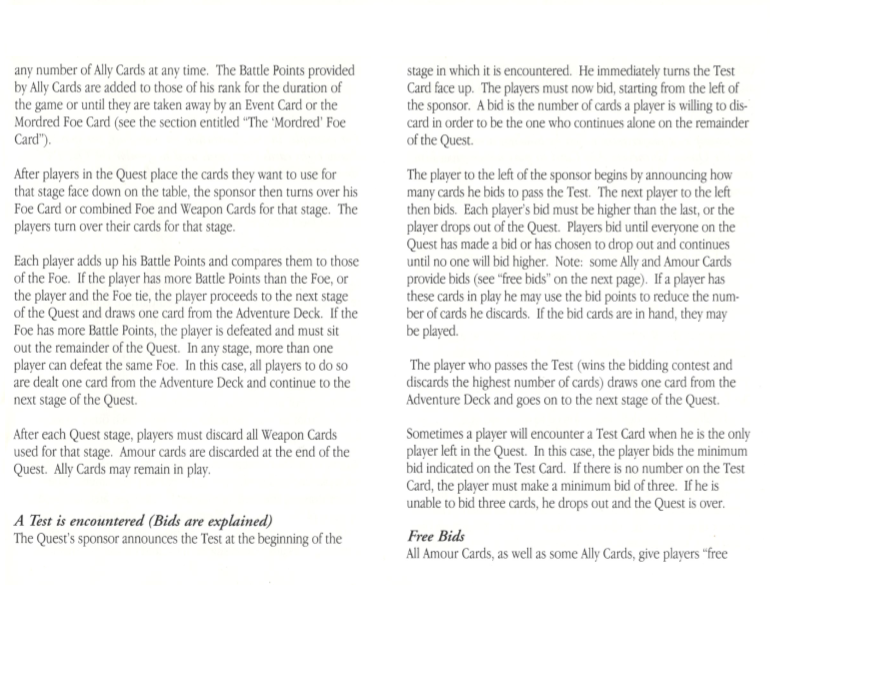 any number of Ally Cards at any time. The Battle Points provided
by Ally Cards are added to those of his rank for the duration of
the game or until they are taken away by an Event Card or the
Mordred Foe Card (see the section entitled "The 'Mordred' Foe
Card").
After players in the Quest place the cards they want to use for
that stage face down on the table, the sponsor then turns over his
Foe Card or combined Foe and Weapon Cards for that stage. The
players turn over their cards for that stage.
Each player adds up his Battle Points and compares them to those
of the Foe. If the player has more Battle Points than the Foe, or
the player and the Foe tie, the player proceeds to the next stage
of the Quest and draws one card from the Adventure Deck. If the
Foe has more Battle Points, the player is defeated and must sit
out the remainder of the Quest. In any stage, more than one
player can defeat the same Foe. In this case, all players to do so
are dealt one card from the Adventure Deck and continue to the
next stage of the Quest.
After each Quest stage, players must discard all Weapon Cards
used for that stage. Amour cards are discarded at the end of the
Quest. Ally Cards may remain in play.
A Test is encountered (Bids are explained)
The Quest's sponsor announces the Test at the beginning of the
stage in which it is encountered. He immediately turns the Test
Card face up. The players must now bid, starting from the left of
the sponsor. A bid is the number of cards a player is willing to dis-
card in order to be the one who continues alone on the remainder
of the Quest.
The player to the left of the sponsor begins by announcing how
many cards he bids to pass the Test. The next player to the left
then bids. Each player's bid must be higher than the last, or the
player drops out of the Quest. Players bid until everyone on the
Quest has made a bid or has chosen to drop out and continues
until no one will bid higher. Note: some Ally and Amour Cards
provide bids (see "free bids" on the next page). If a player has
these cards in play he may use the bid points to reduce the num-
ber of cards he discards. If the bid cards are in hand, they may
be played.
The player who passes the Test (wins the bidding contest and
discards the highest number of cards) draws one card from the
Adventure Deck and goes on to the next stage of the Quest.
Sometimes a player will encounter a Test Card when he is the only
player left in the Quest. In this case, the player bids the minimum
bid indicated on the Test Card. If there is no number on the Test
Card, the player must make a minimum bid of three. If he is
unable to bid three cards, he drops out and the Quest is over.
Free Bids
All Amour Cards, as well as some Ally Cards, give players "free